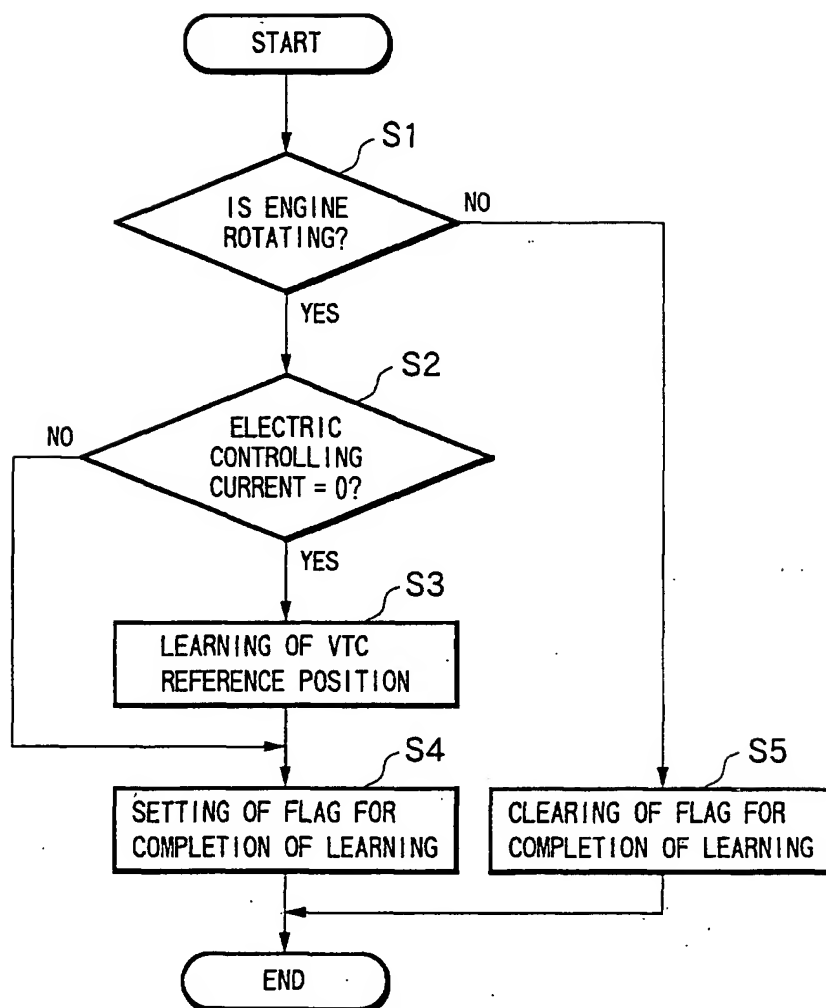 START
S1
IS ENGINE
ROTATING?
NO
YES
S2
NO
ELECTRIC
CONTROLLING
CURRENT = 0?
YES
S3
LEARNING OF VTC
REFERENCE POSITION
S4
SETTING OF FLAG FOR
COMPLETION OF LEARNING
S5
CLEARING OF FLAG FOR
COMPLETION OF LEARNING
END